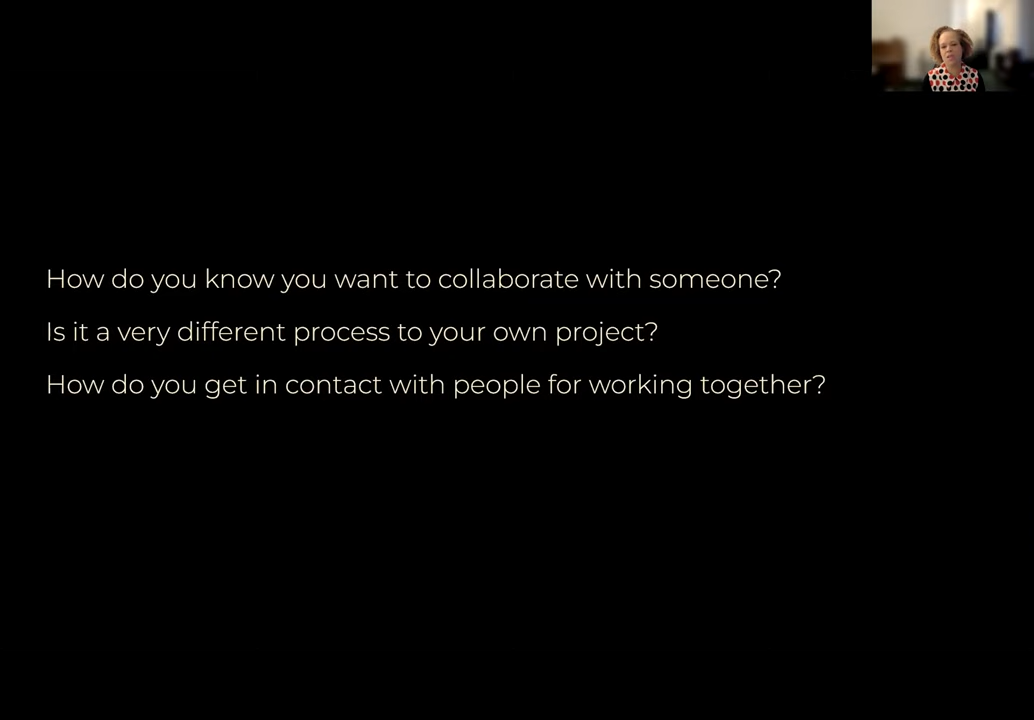 How do you know you want to collaborate with someone?
Is it a very different process to your own project?
How do you get in contact with people for working together?